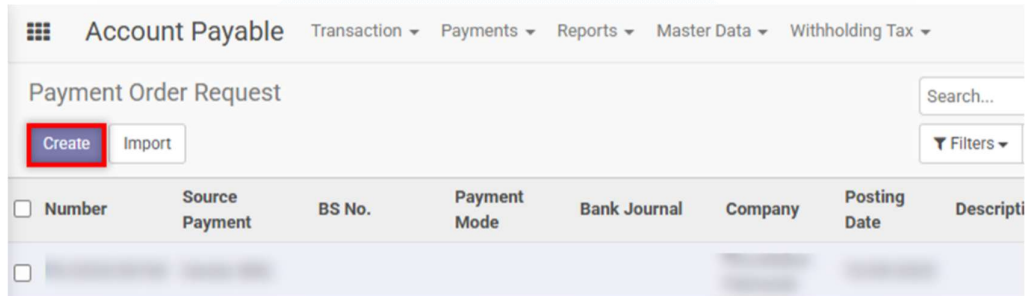 Account Payable Transaction Payments Reports Master Data Withholding Tax
Payment Order Request
Search...
Create Import
Filters
Number Source Payment BS No. Payment Mode Bank Journal Company Posting Date Descripti